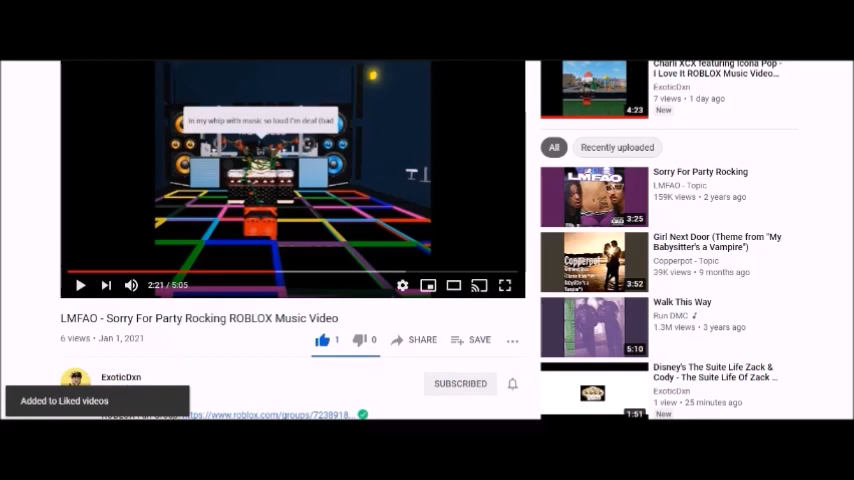 in my whip with music so loud I'm deaf (bad
2:21 / 5:05
LMFAO - Sorry For Party Rocking ROBLOX Music Video
6 views • Jan 1, 2021
1
0
SHARE
SAVE
ExoticDxn
SUBSCRIBED
Added to Liked videos
https://www.roblox.com/groups/7238918...
Charli XCX featuring Icona Pop -
I Love It ROBLOX Music Video...
ExoticDxn
7 views • 1 day ago
New
4:23
All
Recently uploaded
LMFAO
Sorry For Party Rocking
LMFAO - Topic
159K views • 2 years ago
3:25
Girl Next Door (Theme from "My
Babysitter's a Vampire")
Copperpot - Topic
39K views • 9 months ago
Copperpot
3:52
Walk This Way
Run DMC
1.3M views • 3 years ago
5:10
Disney's The Suite Life Zack &
Cody - The Suite Life Of Zack ...
ExoticDxn
1 view • 25 minutes ago
New
1:51